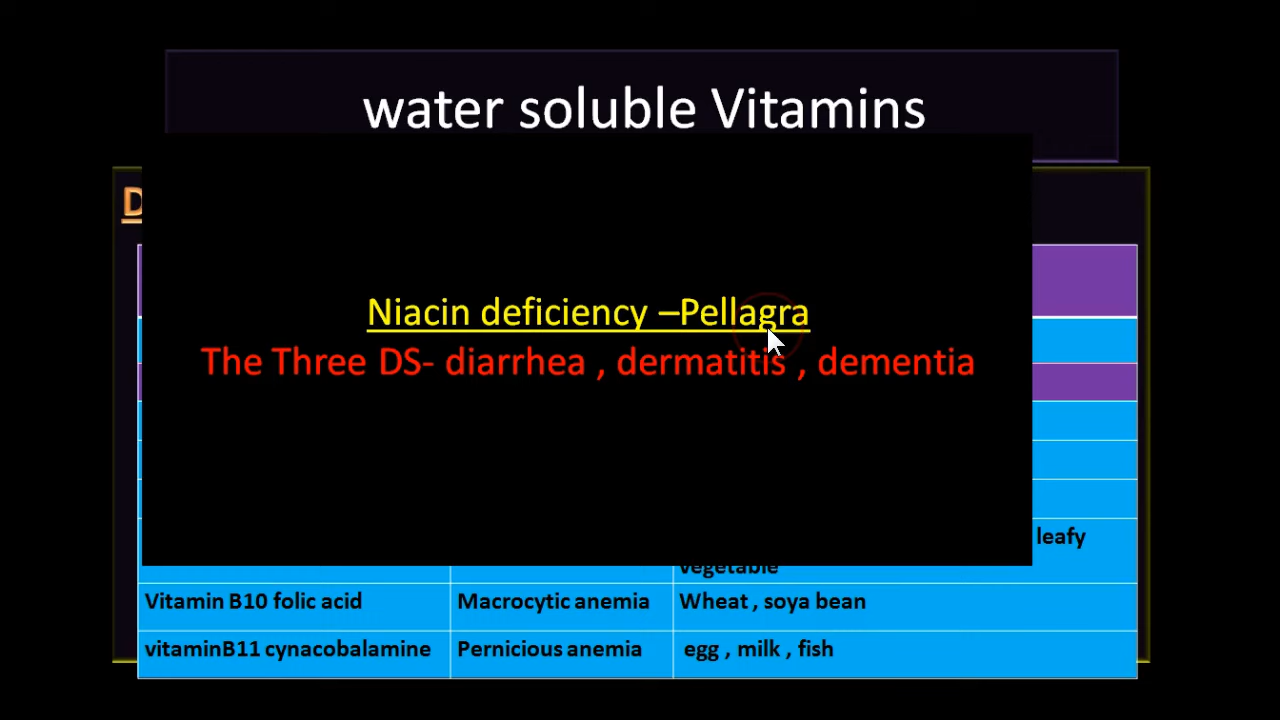 water soluble Vitamins
D
Niacin deficiency –Pellagra
The Three DS- diarrhea , dermatitis , dementia
leafy
vegetable
Vitamin B10 folic acid
Macrocytic anemia
Wheat , soya bean
vitaminB11 cynacobalamine
Pernicious anemia
egg , milk , fish